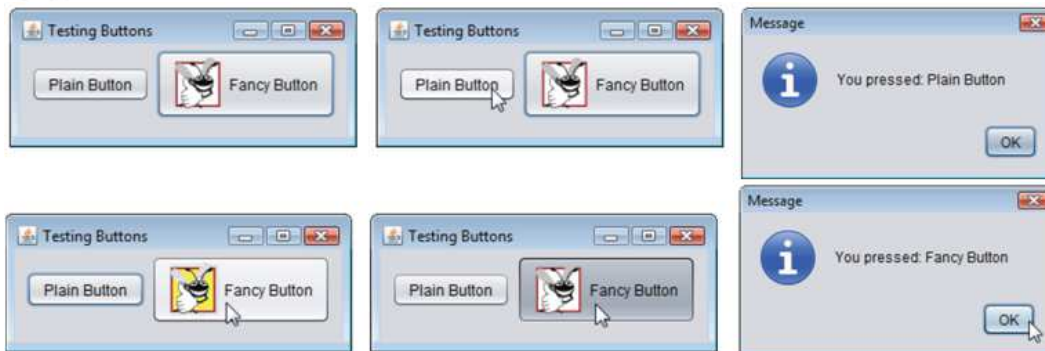 Testing Buttons
Plain Button
Fancy Button
Testing Buttons
Plain Button
Fancy Button
Message
You pressed: Plain Button
OK
Testing Buttons
Plain Button
Fancy Button
Testing Buttons
Plain Button
Fancy Button
Message
You pressed: Fancy Button
OK